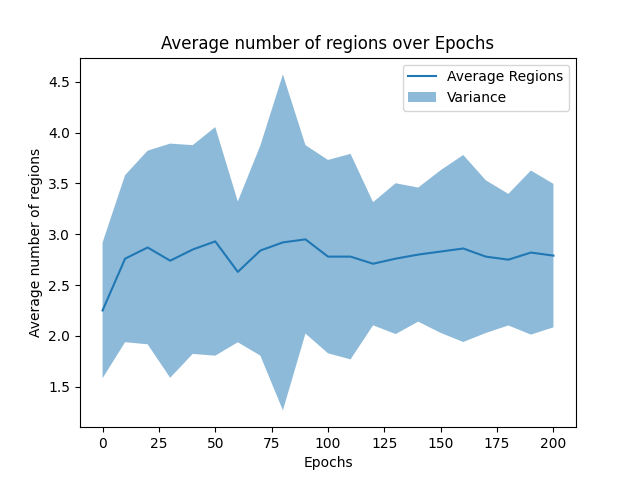 Average number of regions over Epochs
Average Regions
Variance
Average number of regions
4.5
4.0
3.5
3.0
2.5
2.0
1.5
0 25 50 75 100 125 150 175 200
Epochs